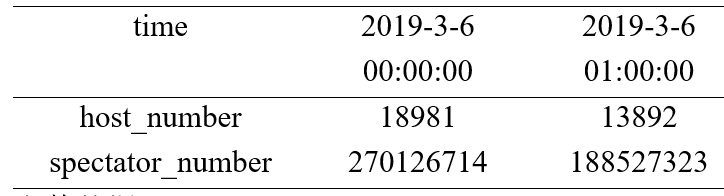 time 2019-3-6 2019-3-6
00:00:00 01:00:00
host_number 18981 13892
spectator_number 270126714 188527323